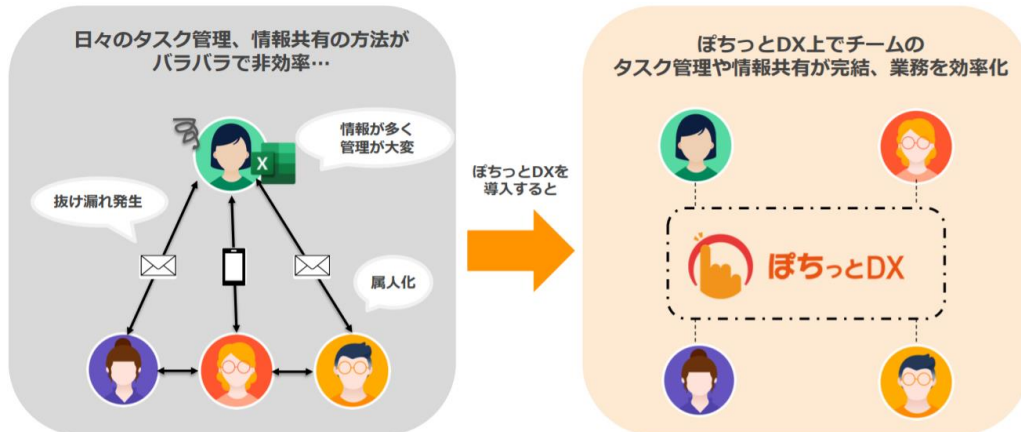 日々のタスク管理、情報共有の方法が
バラバラで非効率…
情報が多く
管理が大変
X
抜け漏れ発生
属人化
ぽちっとDXを
導入すると
ぽちっとDX上でチームの
タスク管理や情報共有が完結、業務を効率化
ぽちっとDX